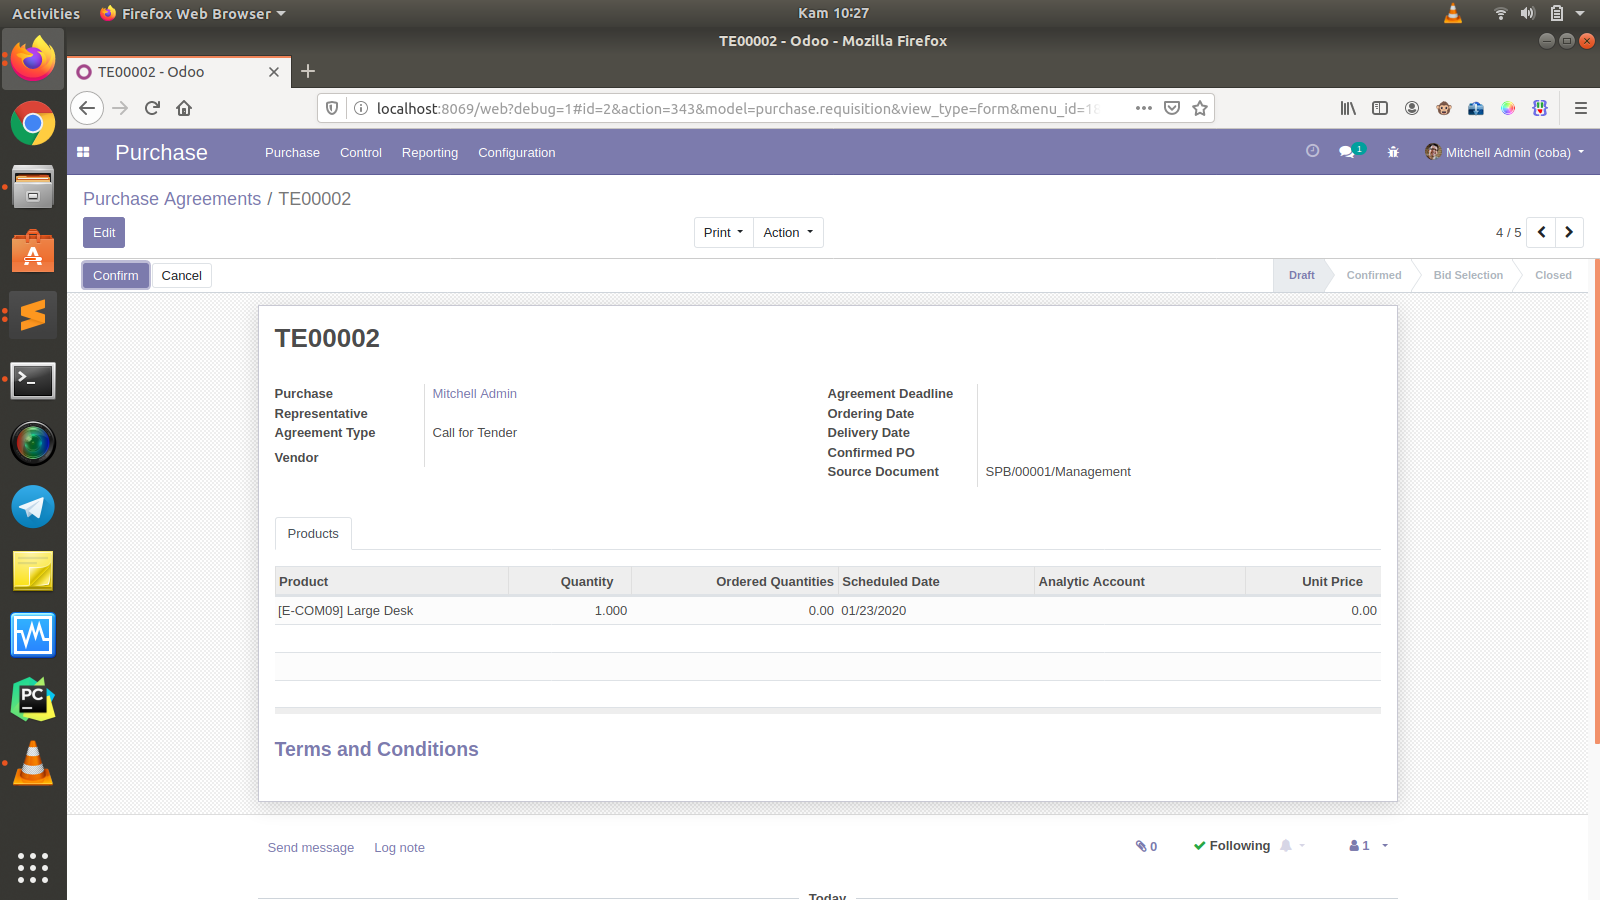 Activities Firefox Web Browser Kam 10:27
TE00002 - Odoo - Mozilla Firefox
TE00002 - Odoo
localhost:8069/web?debug=1#id=2&action=343&model=purchase.requisition&view_type=form&menu_id=18
Purchase Purchase Control Reporting Configuration 1 Mitchell Admin (coba)
Purchase Agreements / TE00002
Edit Print Action 4 / 5
Confirm Cancel Draft Confirmed Bid Selection Closed
TE00002
Purchase Representative Mitchell Admin
Agreement Type Call for Tender
Vendor
Agreement Deadline
Ordering Date
Delivery Date
Confirmed PO
Source Document SPB/00001/Management
Products
Product Quantity Ordered Quantities Scheduled Date Analytic Account Unit Price
[E-COM09] Large Desk 1.000 0.00 01/23/2020 0.00
Terms and Conditions
Send message Log note 0 Following 1
Today